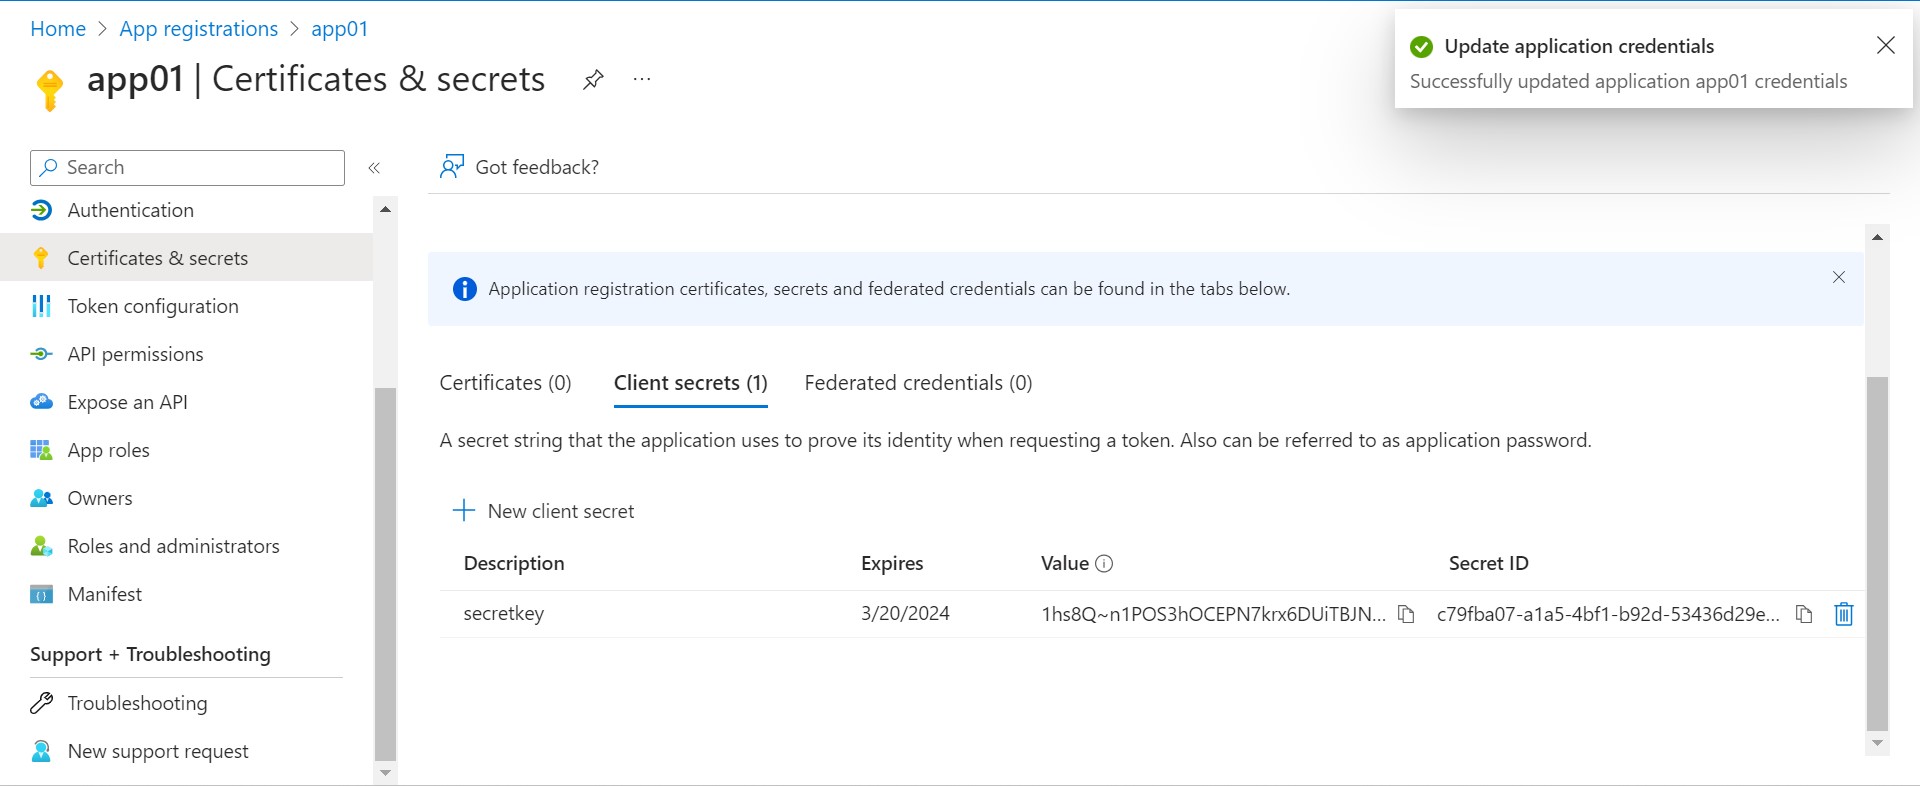 Home > App registrations > app01
app01 | Certificates & secrets ...
Update application credentials
Successfully updated application app01 credentials
Search
«
Authentication
Certificates & secrets
Token configuration
API permissions
Expose an API
App roles
Owners
Roles and administrators
Manifest
Support + Troubleshooting
Troubleshooting
New support request
Got feedback?
Application registration certificates, secrets and federated credentials can be found in the tabs below.
Certificates (0) Client secrets (1) Federated credentials (0)
A secret string that the application uses to prove its identity when requesting a token. Also can be referred to as application password.
New client secret
Description Expires Value Secret ID
secretkey 3/20/2024 1hs8Q~n1POS3hOCEPN7krx6DUiTBJN... c79fba07-a1a5-4bf1-b92d-53436d29e...